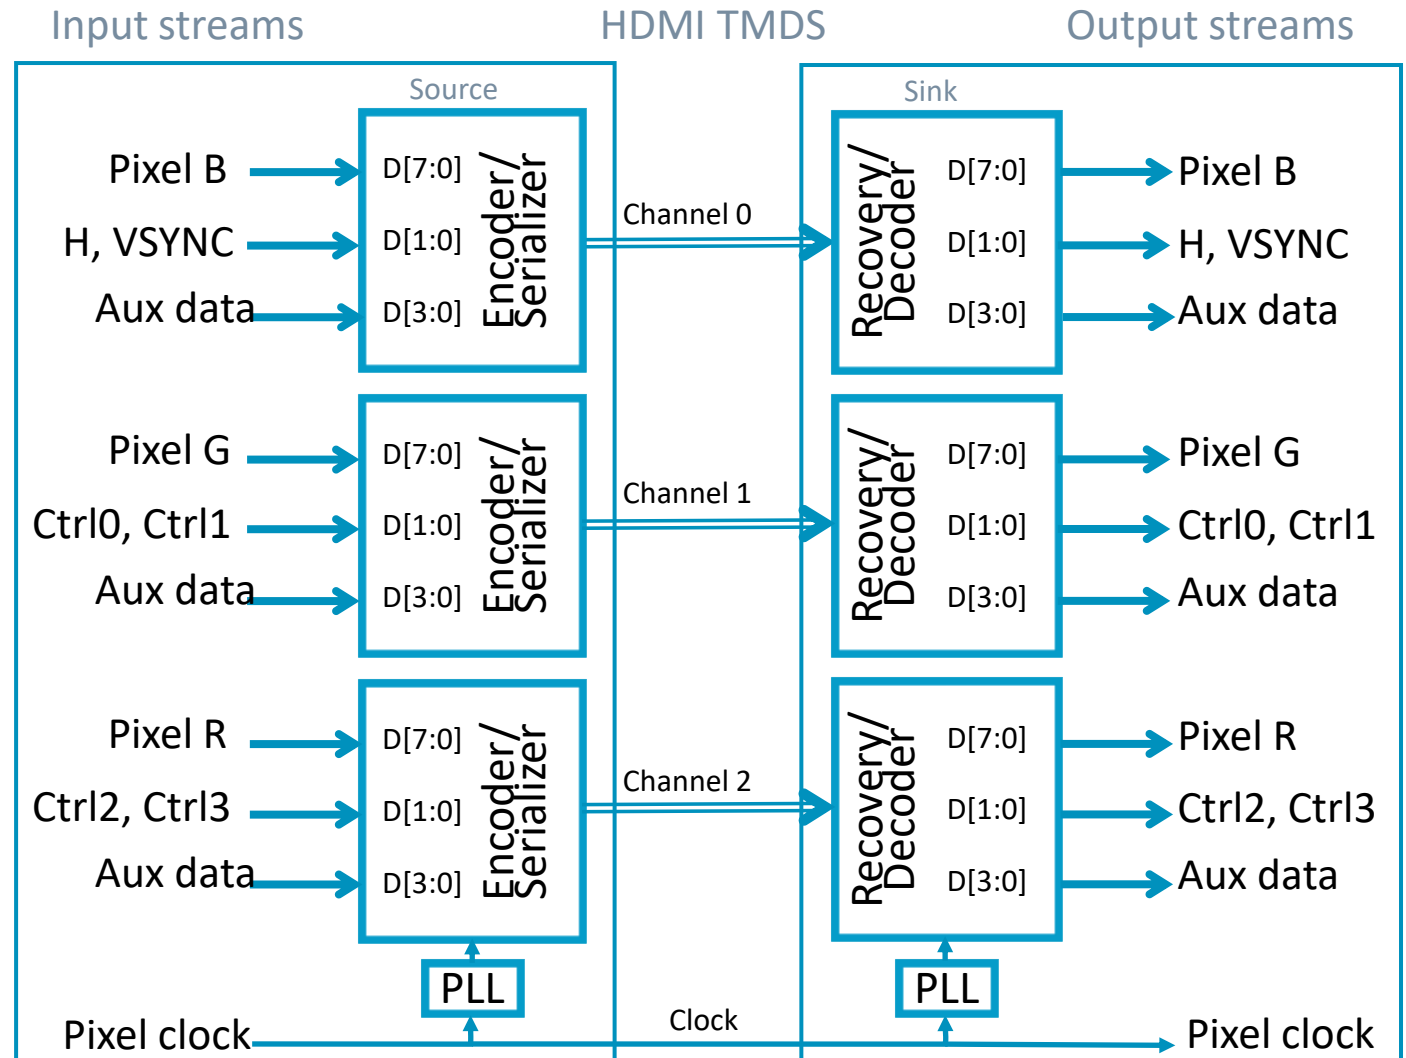 Input streams
HDMI TMDS
Output streams
Source
Sink
Pixel B
D[7:0]
H, VSYNC
D[1:0]
Aux data
D[3:0]
Encoder/
Serializer
Channel 0
Recovery/
Decoder
D[7:0]
Pixel B
D[1:0]
H, VSYNC
D[3:0]
Aux data
Pixel G
D[7:0]
Ctrl0, Ctrl1
D[1:0]
Aux data
D[3:0]
Encoder/
Serializer
Channel 1
Recovery/
Decoder
D[7:0]
Pixel G
D[1:0]
Ctrl0, Ctrl1
D[3:0]
Aux data
Pixel R
D[7:0]
Ctrl2, Ctrl3
D[1:0]
Aux data
D[3:0]
Encoder/
Serializer
Channel 2
Recovery/
Decoder
D[7:0]
Pixel R
D[1:0]
Ctrl2, Ctrl3
D[3:0]
Aux data
PLL
PLL
Pixel clock
Clock
Pixel clock